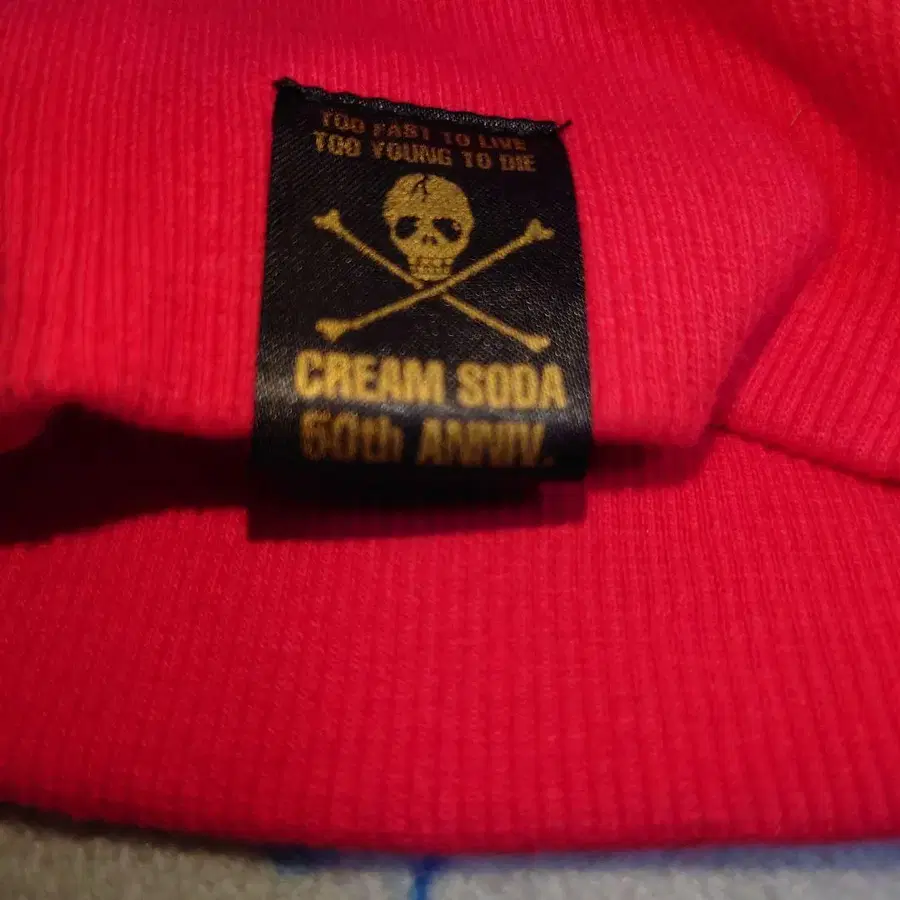 TOO FAST TO LIVE
TOO YOUNG TO DIE
CREAM SODA
50th ANNIV.